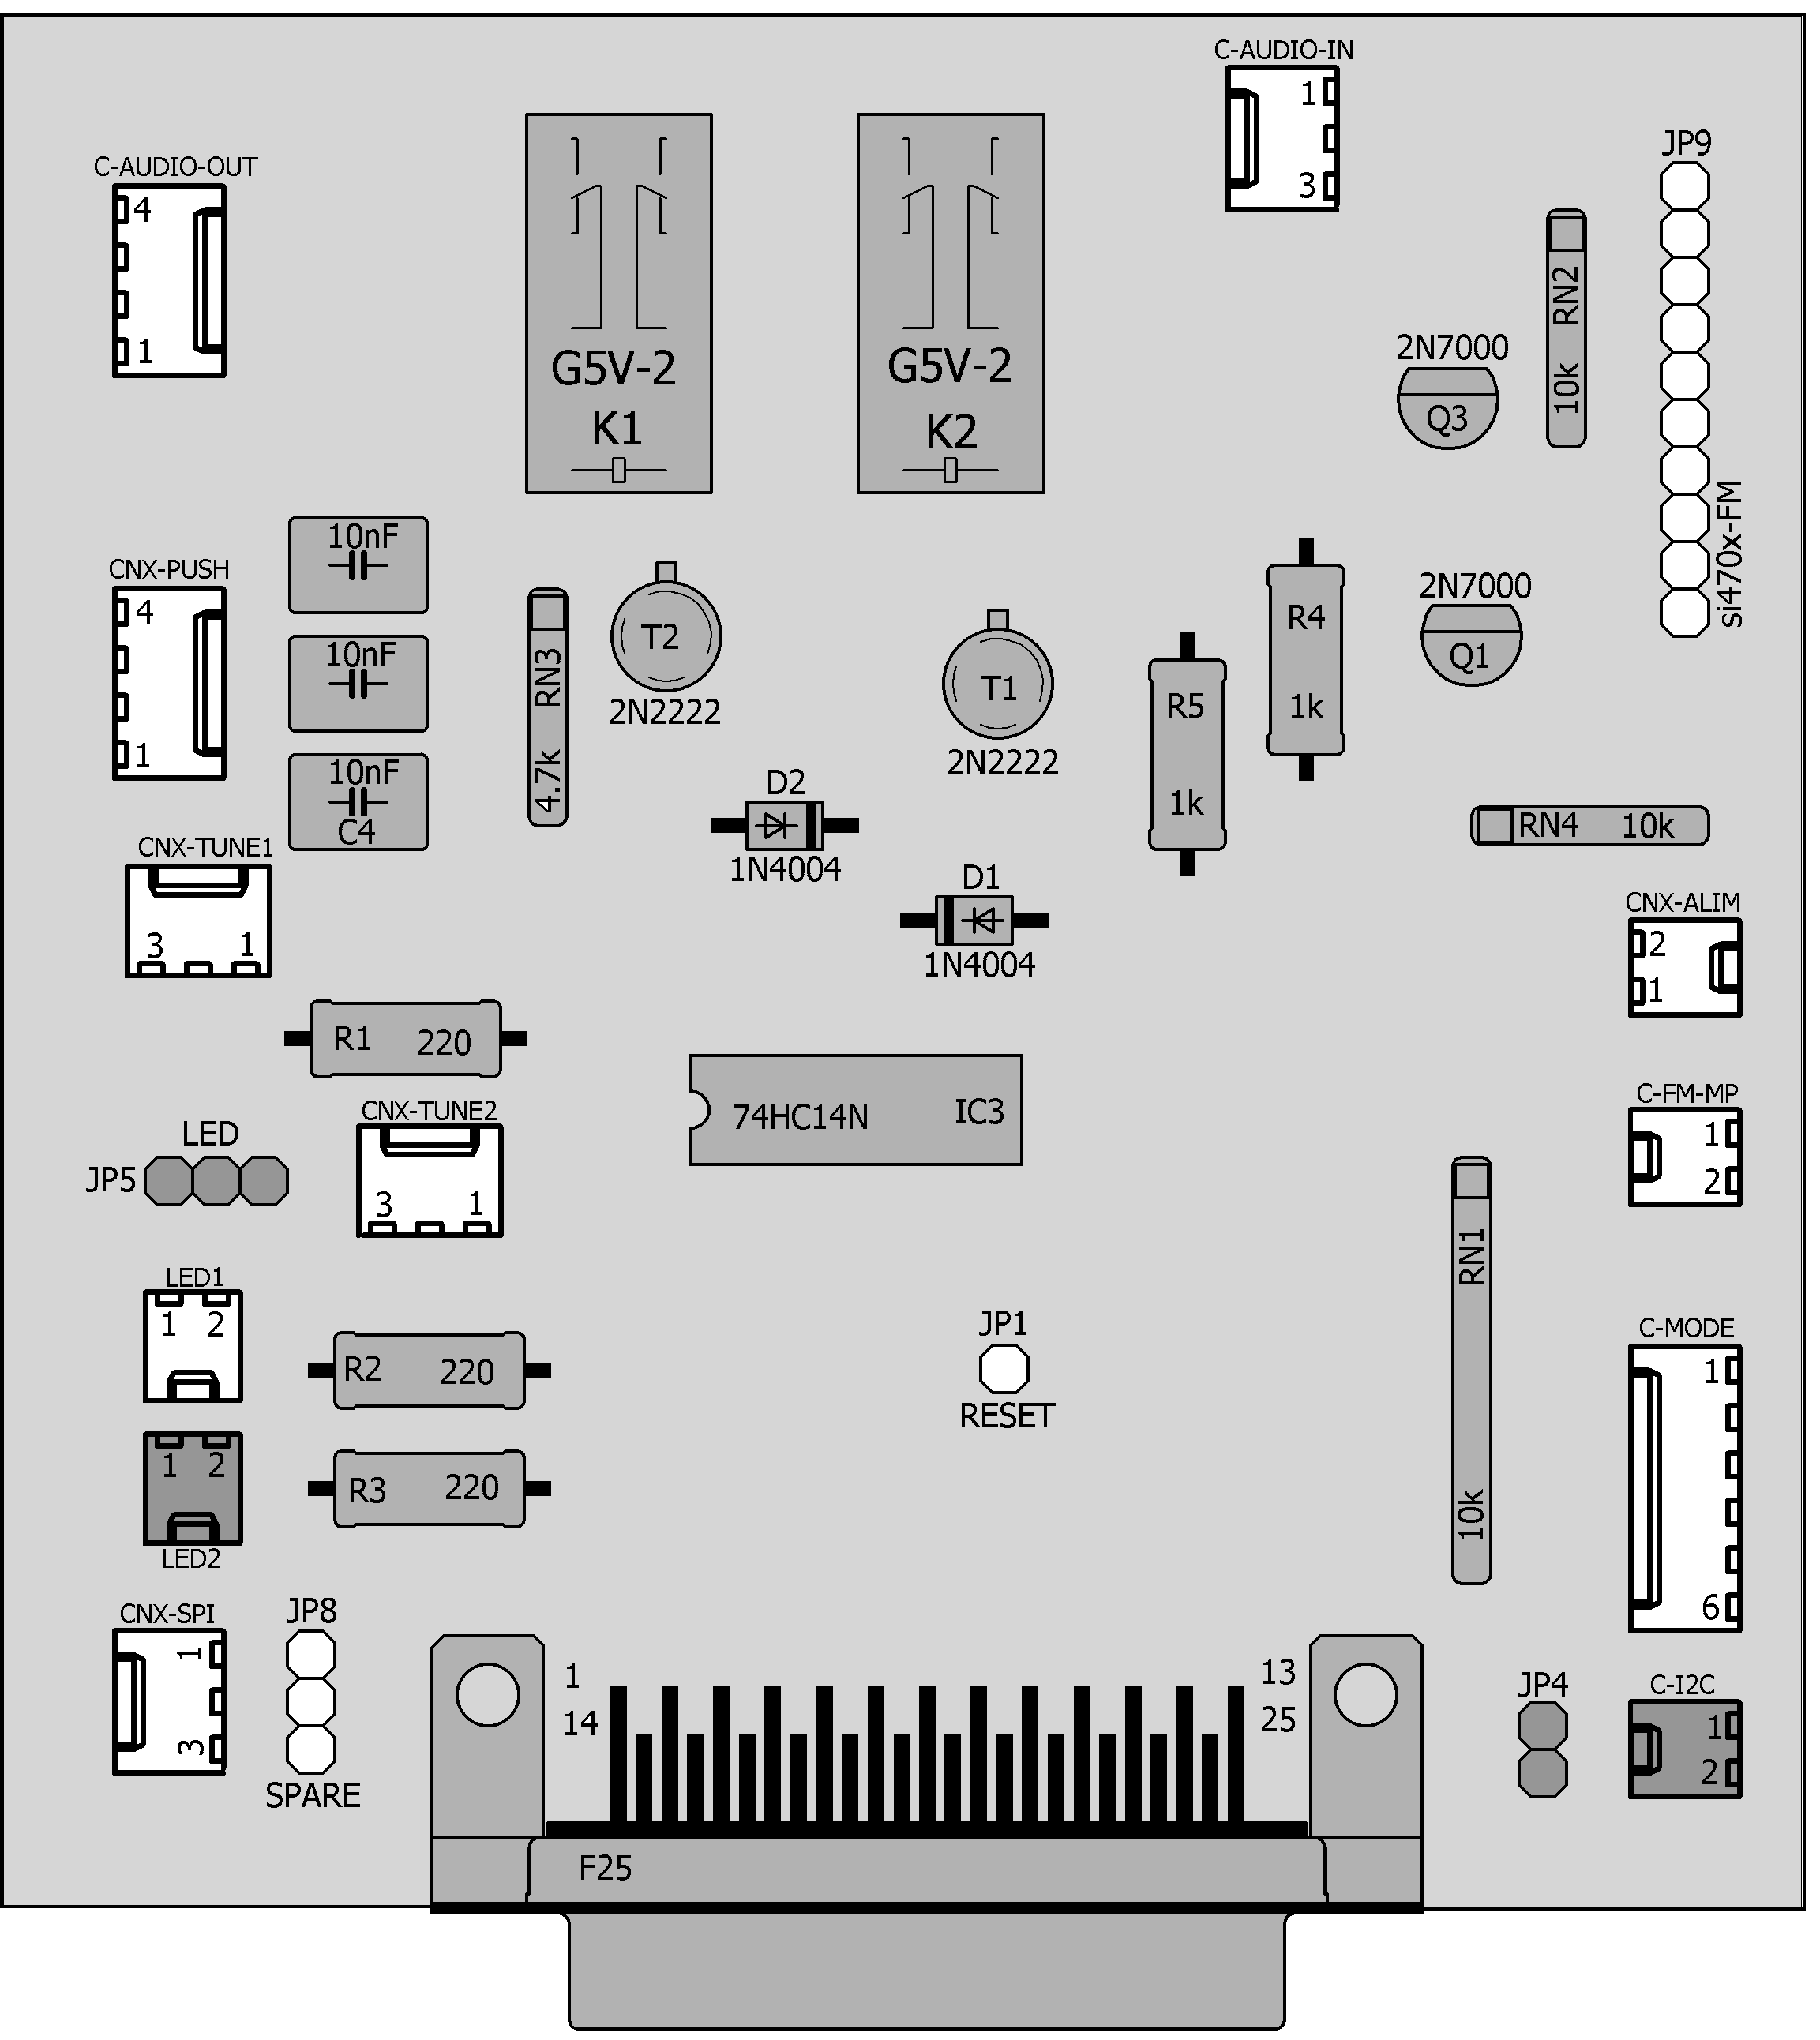 C-AUDIO-IN
1
3
JP9
si470x-FM
C-AUDIO-OUT
4
1
G5V-2
K1
G5V-2
K2
RN2
10k
2N7000
Q3
CNX-PUSH
4
1
10nF
10nF
10nF
C4
RN3
4.7k
T2
2N2222
T1
2N2222
R4
1k
R5
1k
2N7000
Q1
D2
1N4004
D1
1N4004
RN4 10k
CNX-TUNE1
3 1
CNX-ALIM
2
1
R1 220
CNX-TUNE2
3 1
74HC14N IC3
C-FM-MP
1
2
LED
JP5
RN1
10k
LED1
1 2
R2 220
JP1
RESET
C-MODE
1
6
1 2
LED2
R3 220
CNX-SPI
1
3
JP8
SPARE
1
14
13
25
F25
JP4
C-I2C
1
2